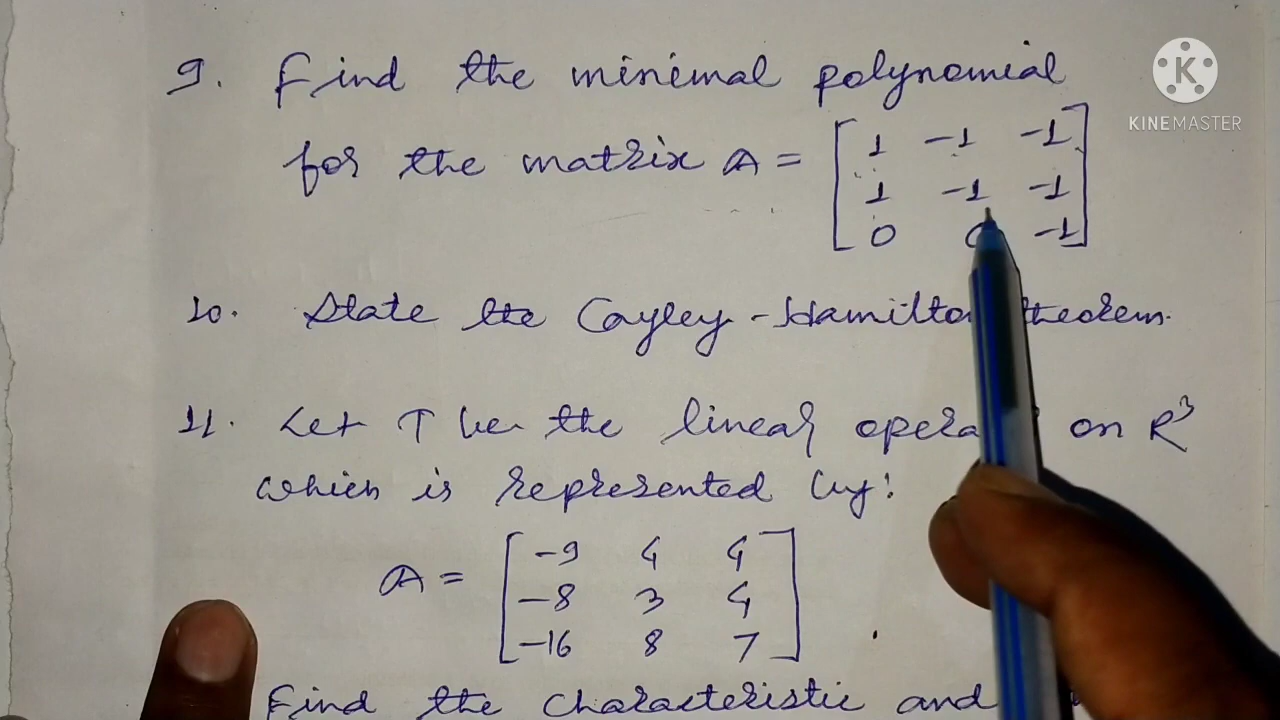 9. Find the minimal polynomial
for the matrix A = [1 -1 -1
1 -1 -1
0 -1]
KINEMASTER
10. State the Cayley-Hamilton theorem.
11. Let T be the linear on R³
which is represented by:
A = [-9 4 4
-8 3 4
-16 8 7]
Find the characteristic and